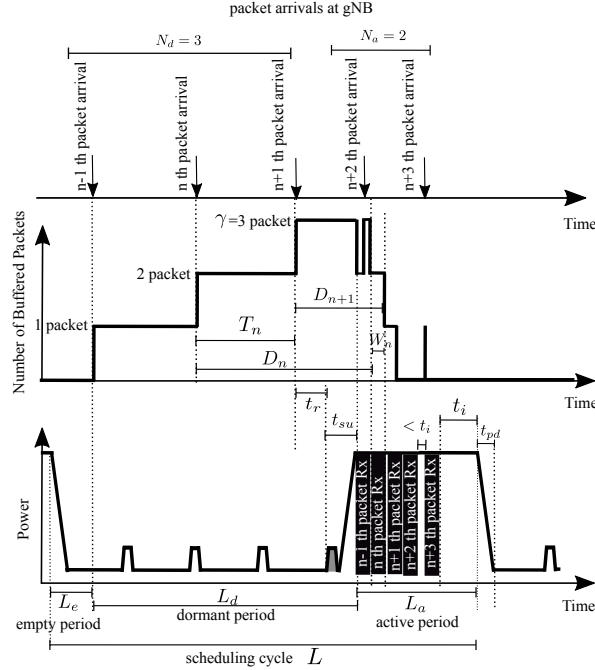 packet arrivals at gNB
N_d = 3
N_a = 2
n-1 th packet arrival
n th packet arrival
n+1 th packet arrival
n+2 th packet arrival
n+3 th packet arrival
Time
Number of Buffered Packets
γ=3 packet
2 packet
1 packet
D_{n+1}
T_n
W_n
D_n
Time
t_r
t_{su}
< t_i
t_i
t_{pd}
Power
n-1 th packet Rx
n th packet Rx
n+1 th packet Rx
n+2 th packet Rx
n+3 th packet Rx
L_e
L_d
L_a
Time
empty period
dormant period
active period
scheduling cycle L